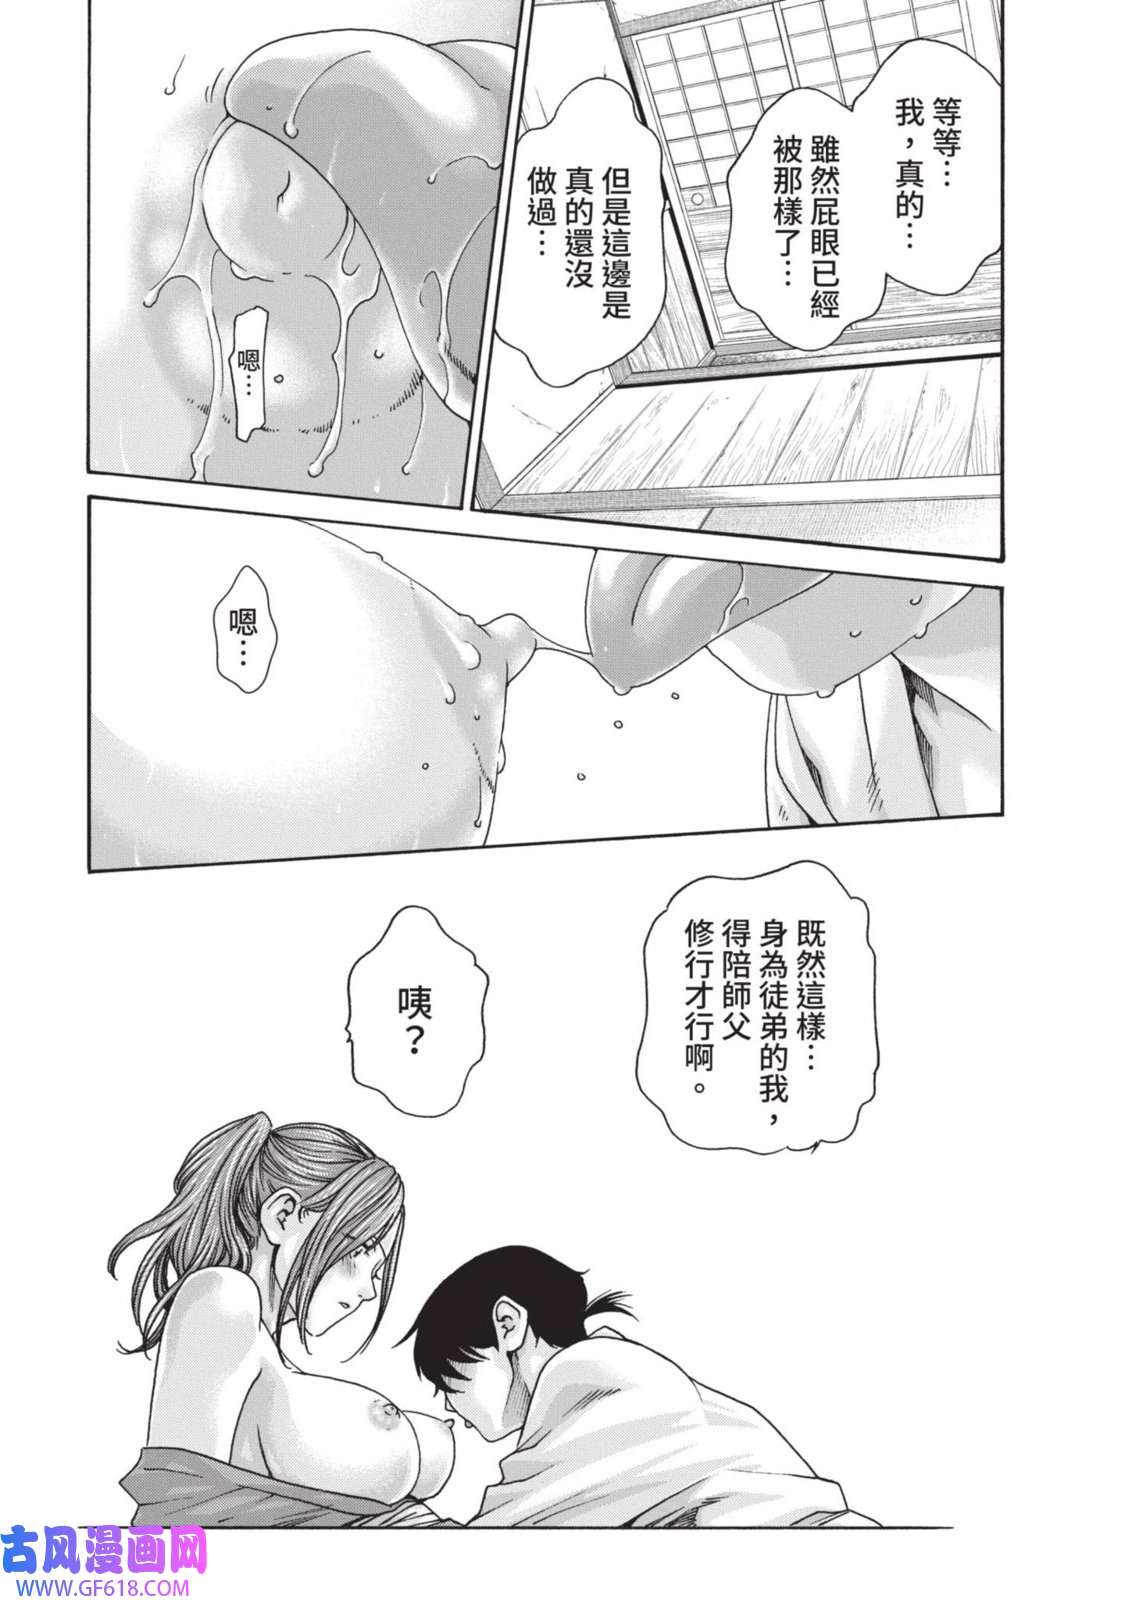 等等…
我，真的…
雖然屁眼已經
被那樣了…
但是這邊是
真的還沒
做過…
嗯…
嗯…
既然這樣…
身為徒弟的我，
得陪師父
修行才行啊。
咦？
古风漫画网
WWW.GF618.COM